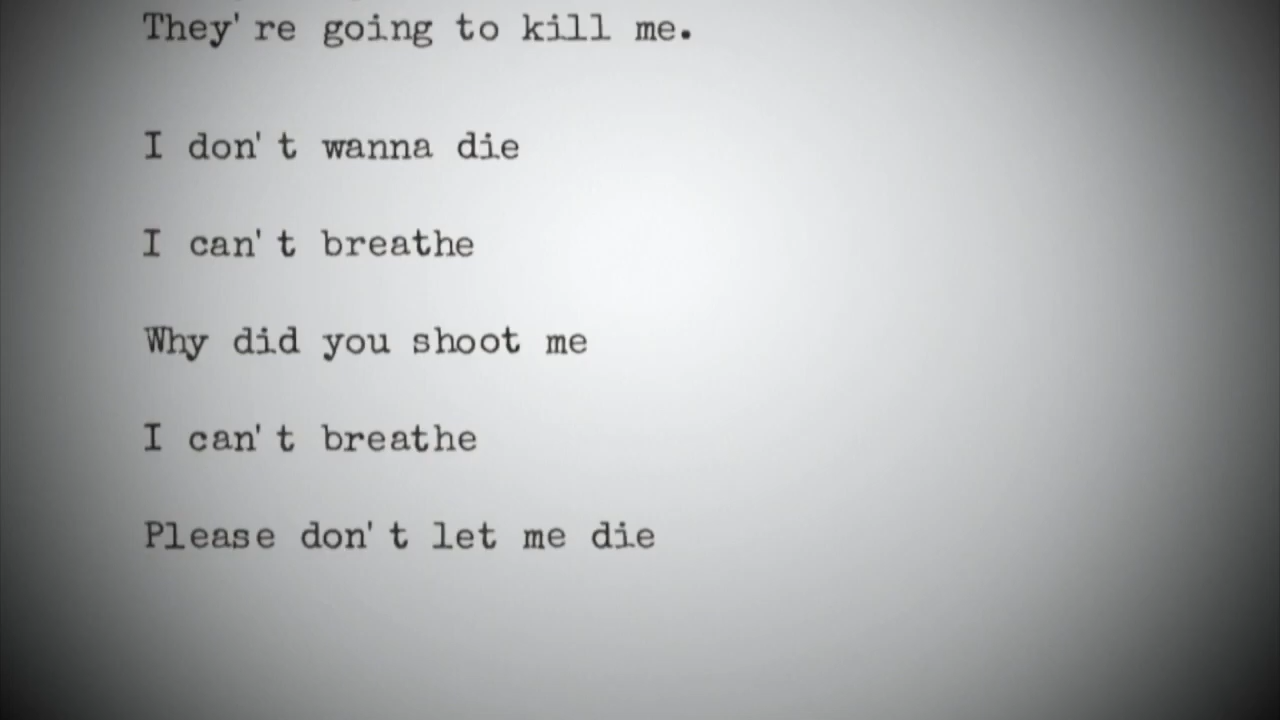 They're going to kill me.
I don't wanna die
I can't breathe
Why did you shoot me
I can't breathe
Please don't let me die